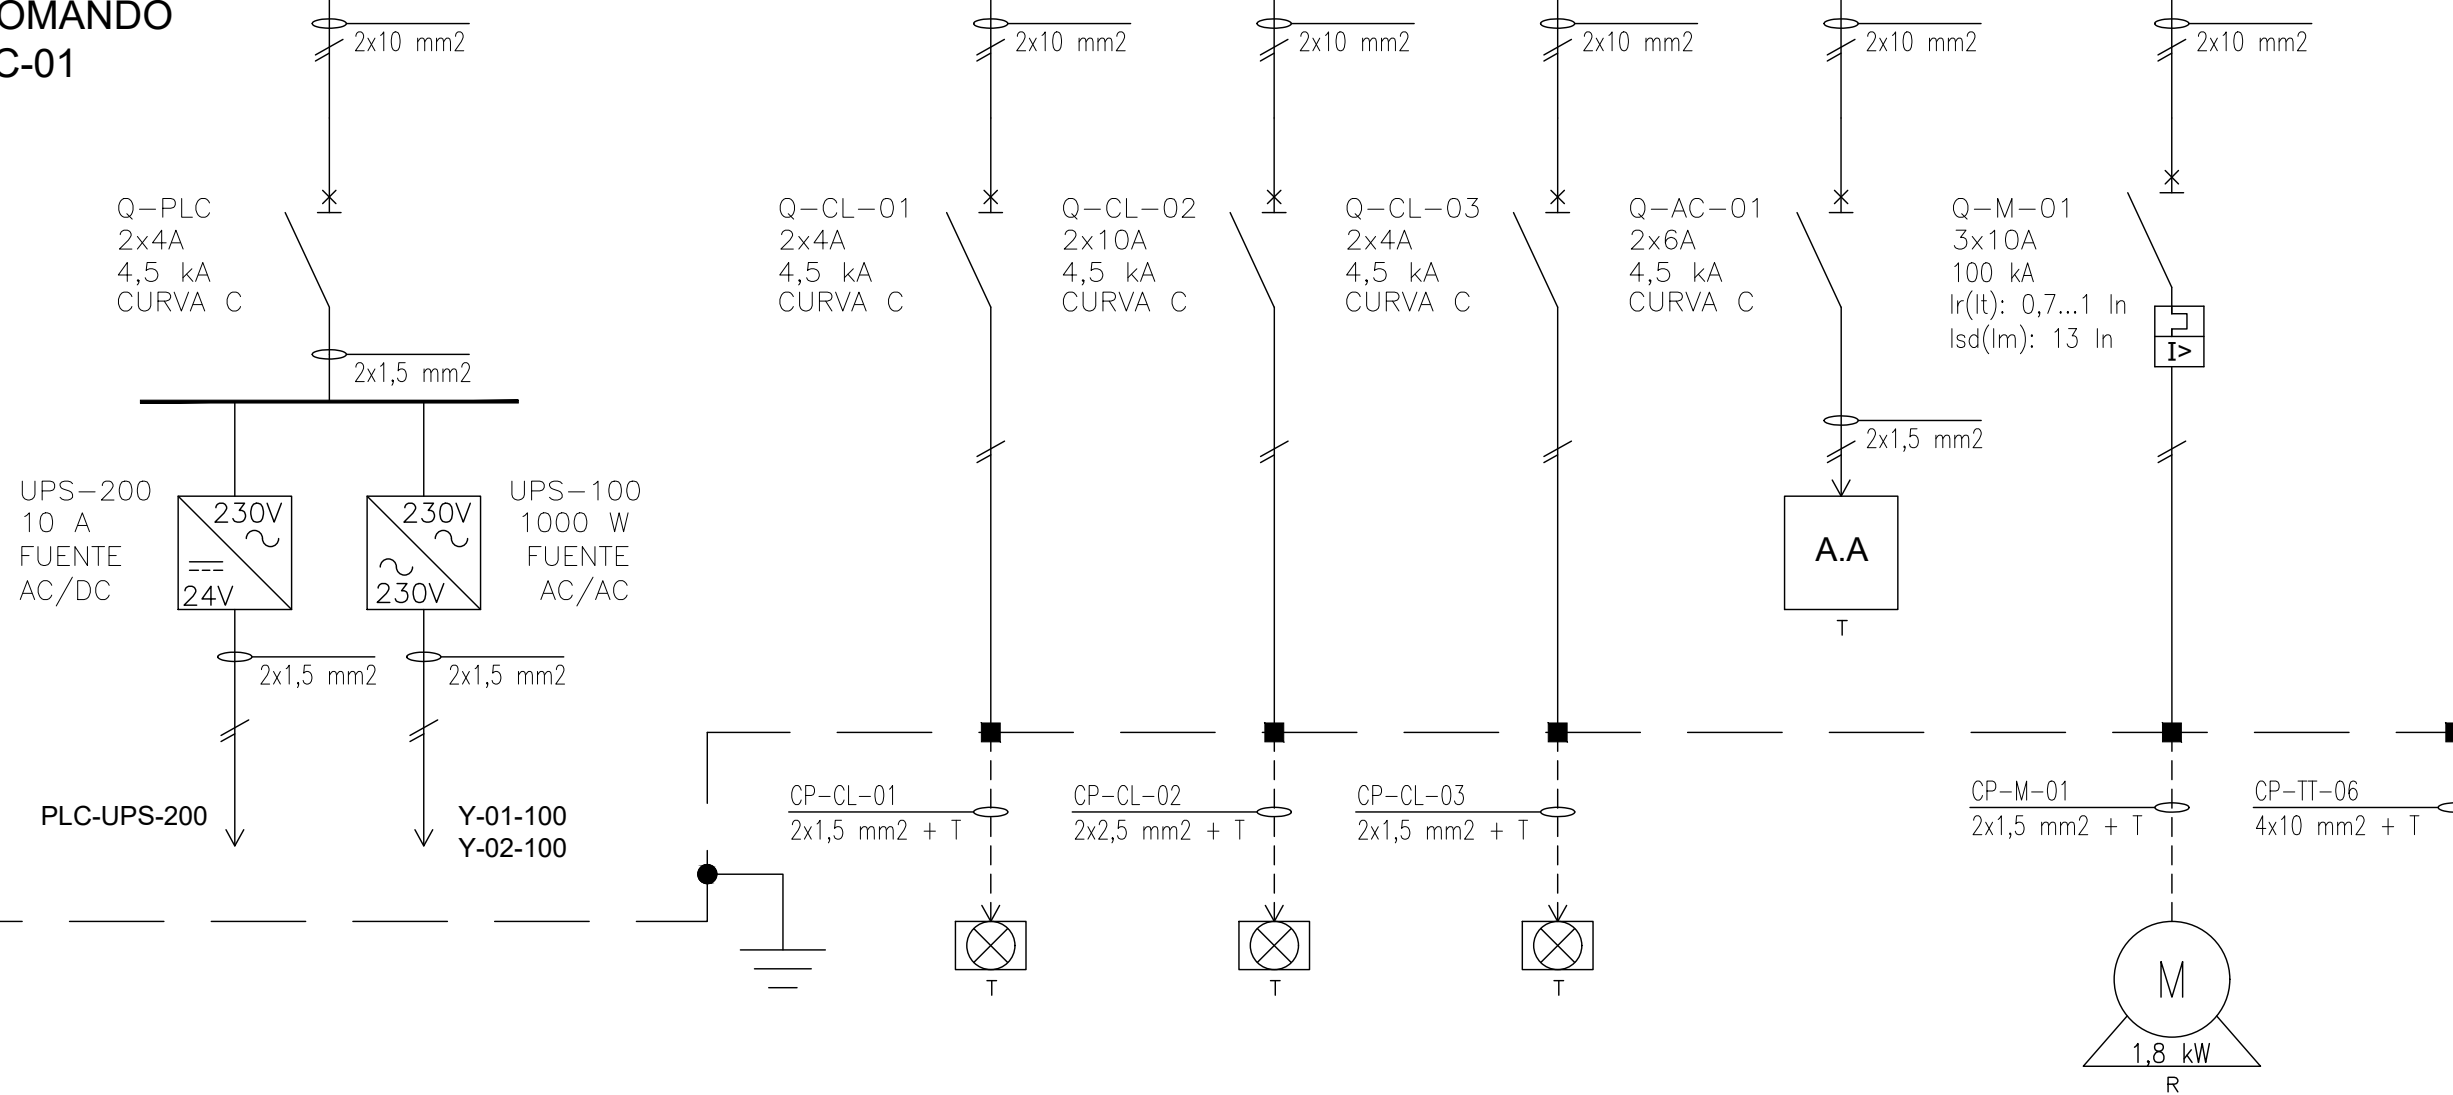 OMANDO
C-01
2x10 mm2
2x10 mm2
2x10 mm2
2x10 mm2
2x10 mm2
2x10 mm2
Q-PLC
2x4A
4,5 kA
CURVA C
Q-CL-01
2x4A
4,5 kA
CURVA C
Q-CL-02
2x10A
4,5 kA
CURVA C
Q-CL-03
2x4A
4,5 kA
CURVA C
Q-AC-01
2x6A
4,5 kA
CURVA C
Q-M-01
3x10A
100 kA
Ir(It): 0,7...1 In
Isd(Im): 13 In
I>
2x1,5 mm2
2x1,5 mm2
UPS-200
10 A
FUENTE
AC/DC
230V
24V
230V
230V
UPS-100
1000 W
FUENTE
AC/AC
A.A
T
2x1,5 mm2
2x1,5 mm2
PLC-UPS-200
Y-01-100
Y-02-100
CP-CL-01
2x1,5 mm2 + T
CP-CL-02
2x2,5 mm2 + T
CP-CL-03
2x1,5 mm2 + T
CP-M-01
2x1,5 mm2 + T
CP-TT-06
4x10 mm2 + T
T
T
T
M
1,8 kW
R